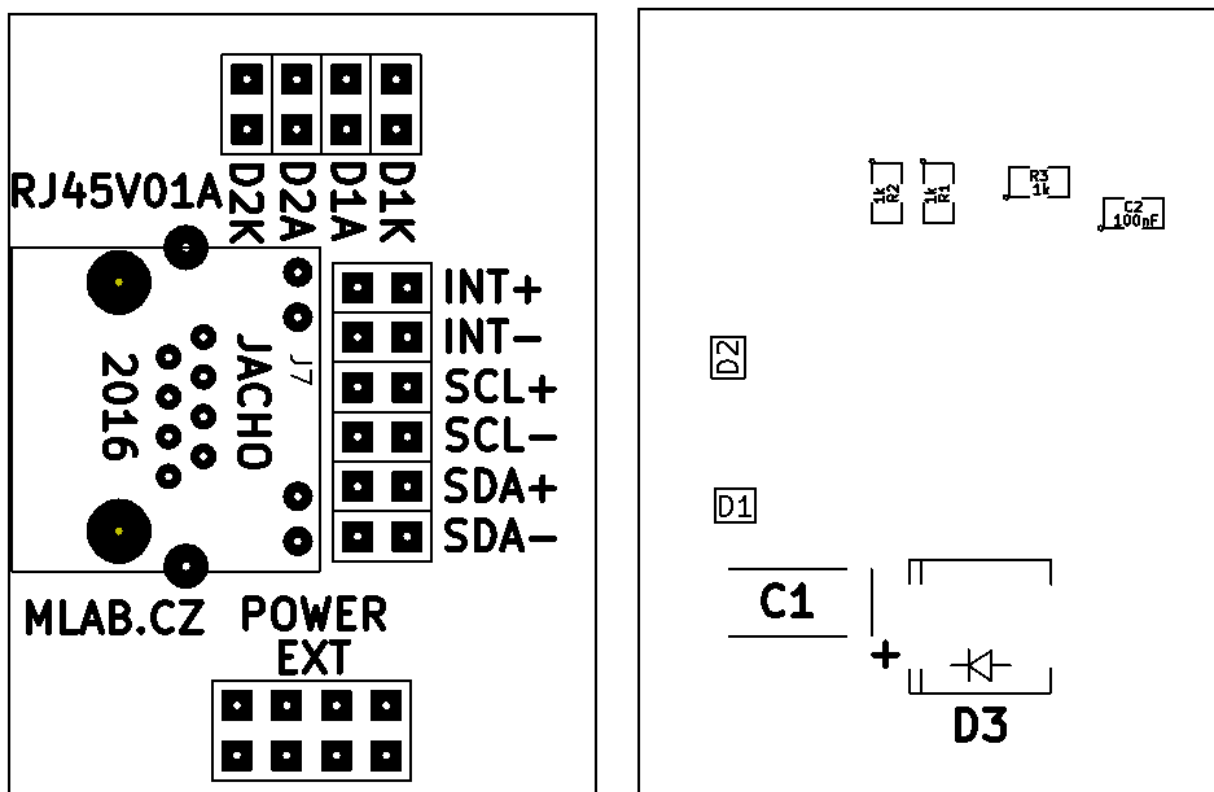 D2K
D2A
D1A
D1K
RJ45V01A
INT+
INT-
SCL+
SCL-
SDA+
SDA-
J7
JACHO
2016
MLAB.CZ
POWER
EXT
1k
R2
1k
R1
R3
1k
C2
100nF
D2
D1
C1
+
D3